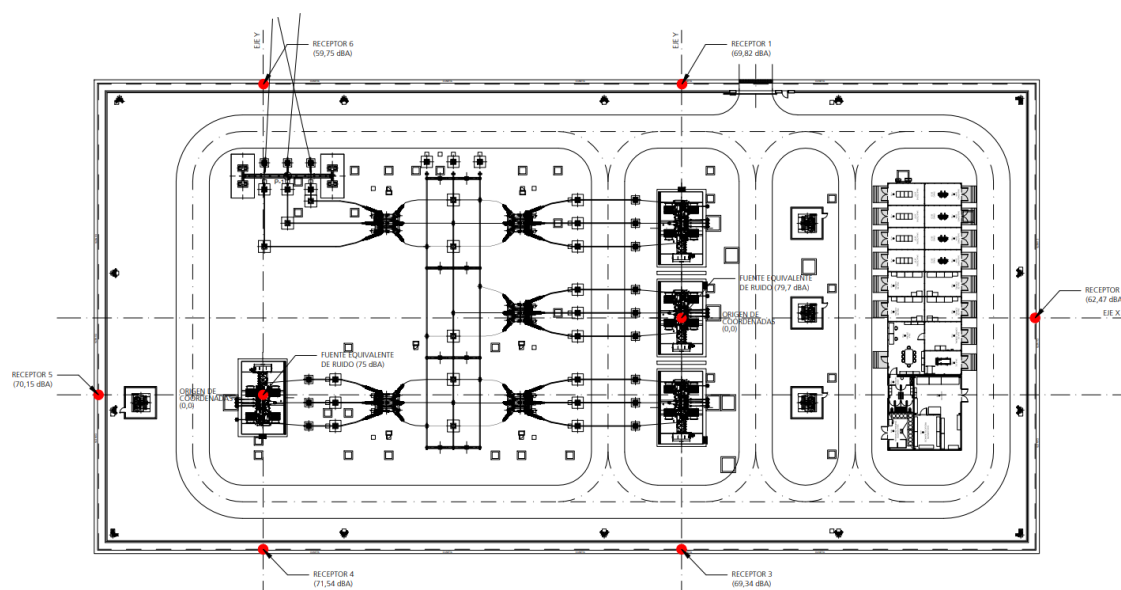 EJE Y
RECEPTOR 6
(59,75 dBA)
EJE Y
RECEPTOR 1
(69,82 dBA)
FUENTE EQUIVALENTE
DE RUIDO (79,7 dBA)
ORIGEN DE
COORDENADAS
(0,0)
RECEPTOR
(62,47 dBA
EJE X
FUENTE EQUIVALENTE
DE RUIDO (75 dBA)
RECEPTOR 5
(70,15 dBA)
ORIGEN DE
COORDENADAS
(0,0)
RECEPTOR 4
(71,54 dBA)
RECEPTOR 3
(69,34 dBA)